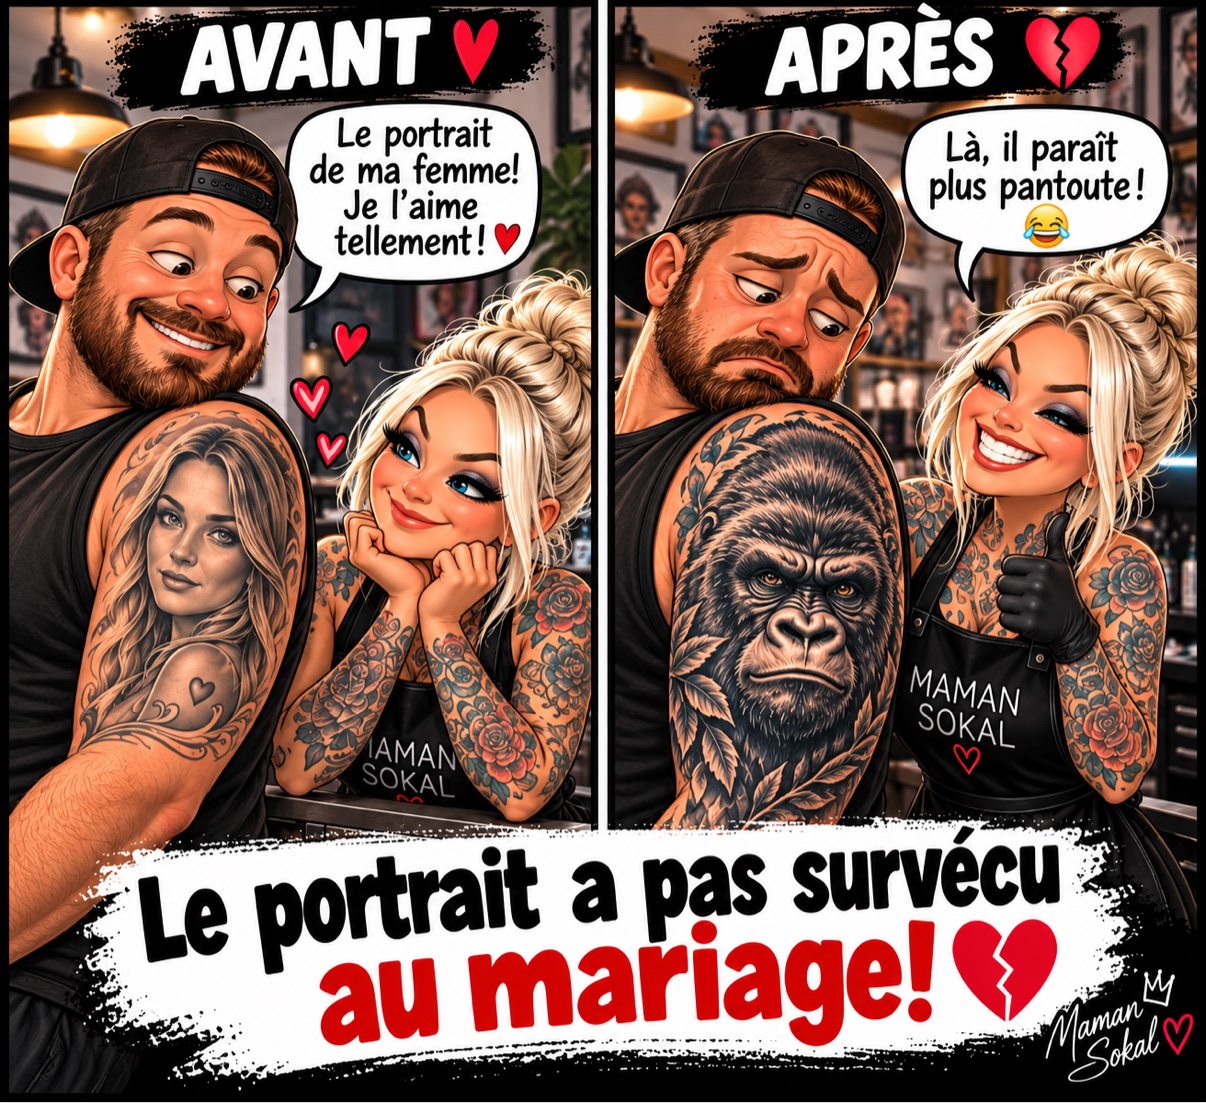 AVANT
Le portrait
de ma femme!
Je l'aime
tellement!
IAMAN
SOKAL
APRÈS
Là, il paraît
plus pantoute!
MAMAN
SOKAL
Le portrait a pas survécu
au mariage!
Maman
Sokal